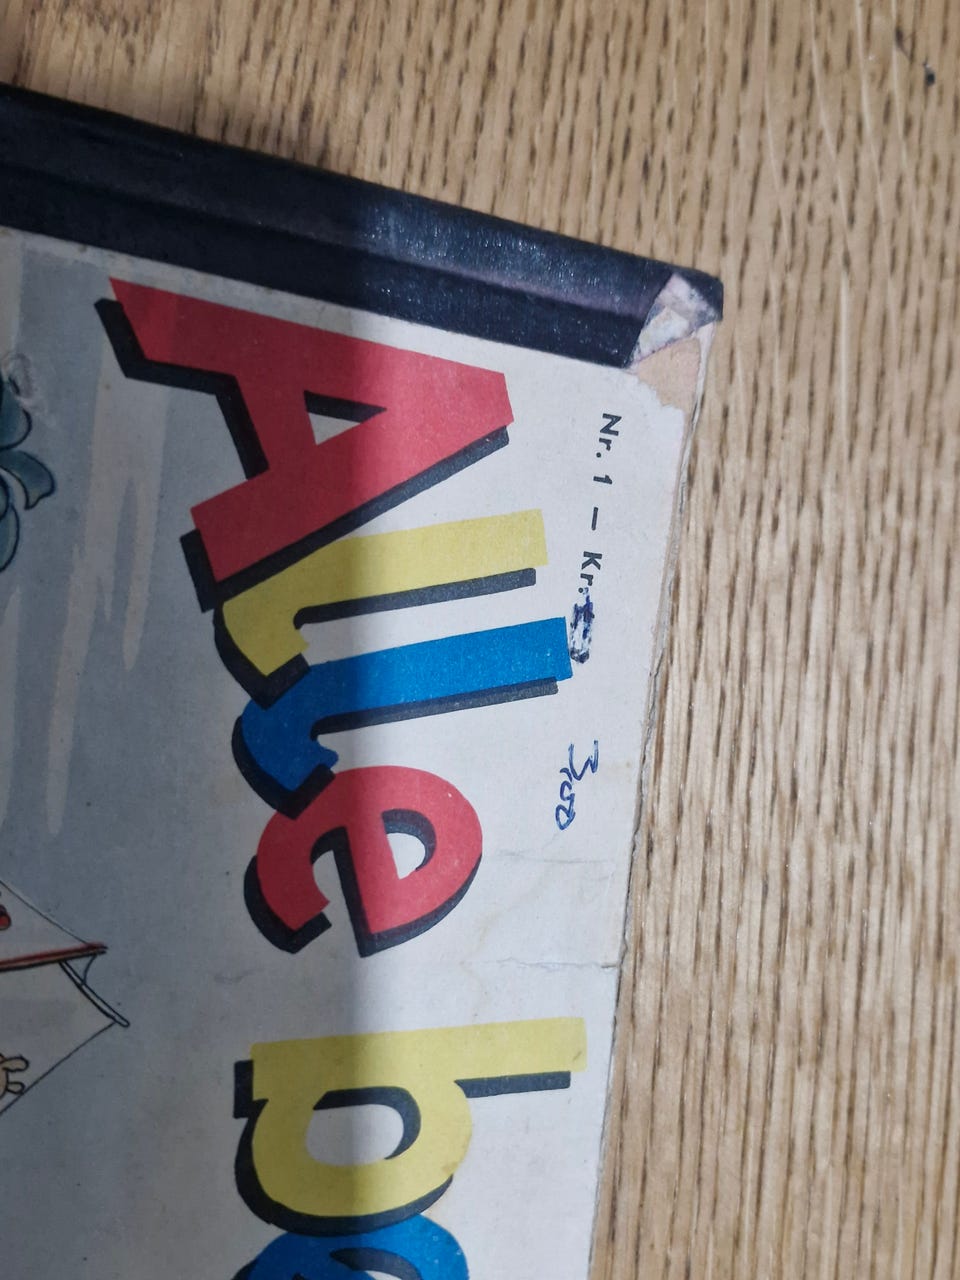 Nr. 1 — Kr.
3,00
Alle b